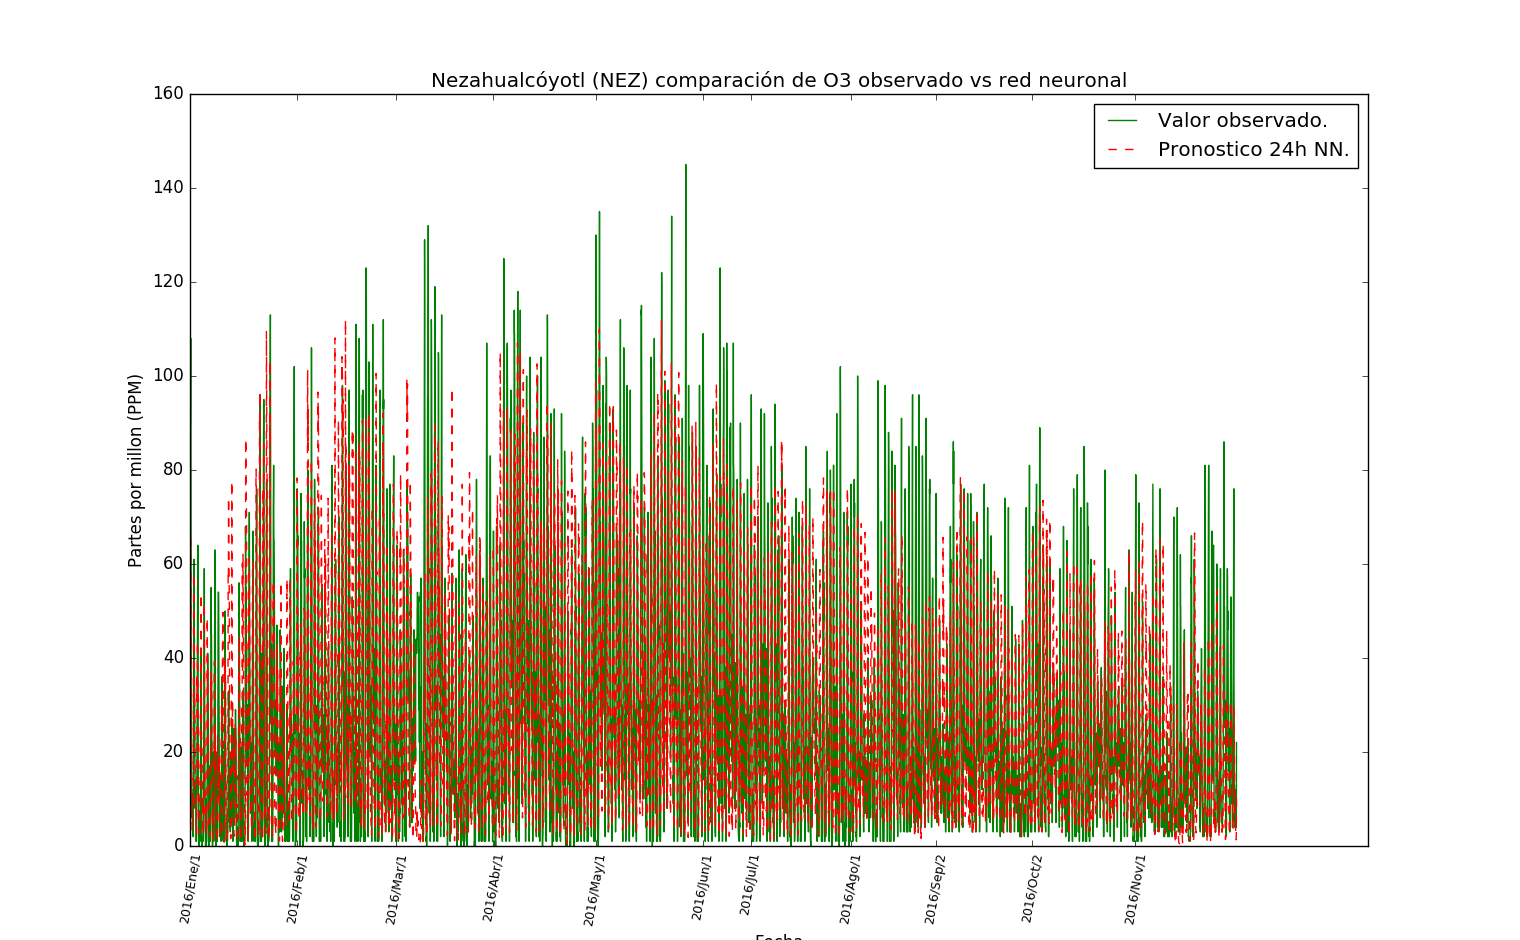 Nezahualcóyotl (NEZ) comparación de O3 observado vs red neuronal
Valor observado.
Pronostico 24h NN.
Partes por millon (PPM)
160
140
120
100
80
60
40
20
0
2016/Ene/1
2016/Feb/1
2016/Mar/1
2016/Abr/1
2016/May/1
2016/Jun/1
2016/Jul/1
2016/Ago/1
2016/Sep/2
2016/Oct/2
2016/Nov/1
Fecha